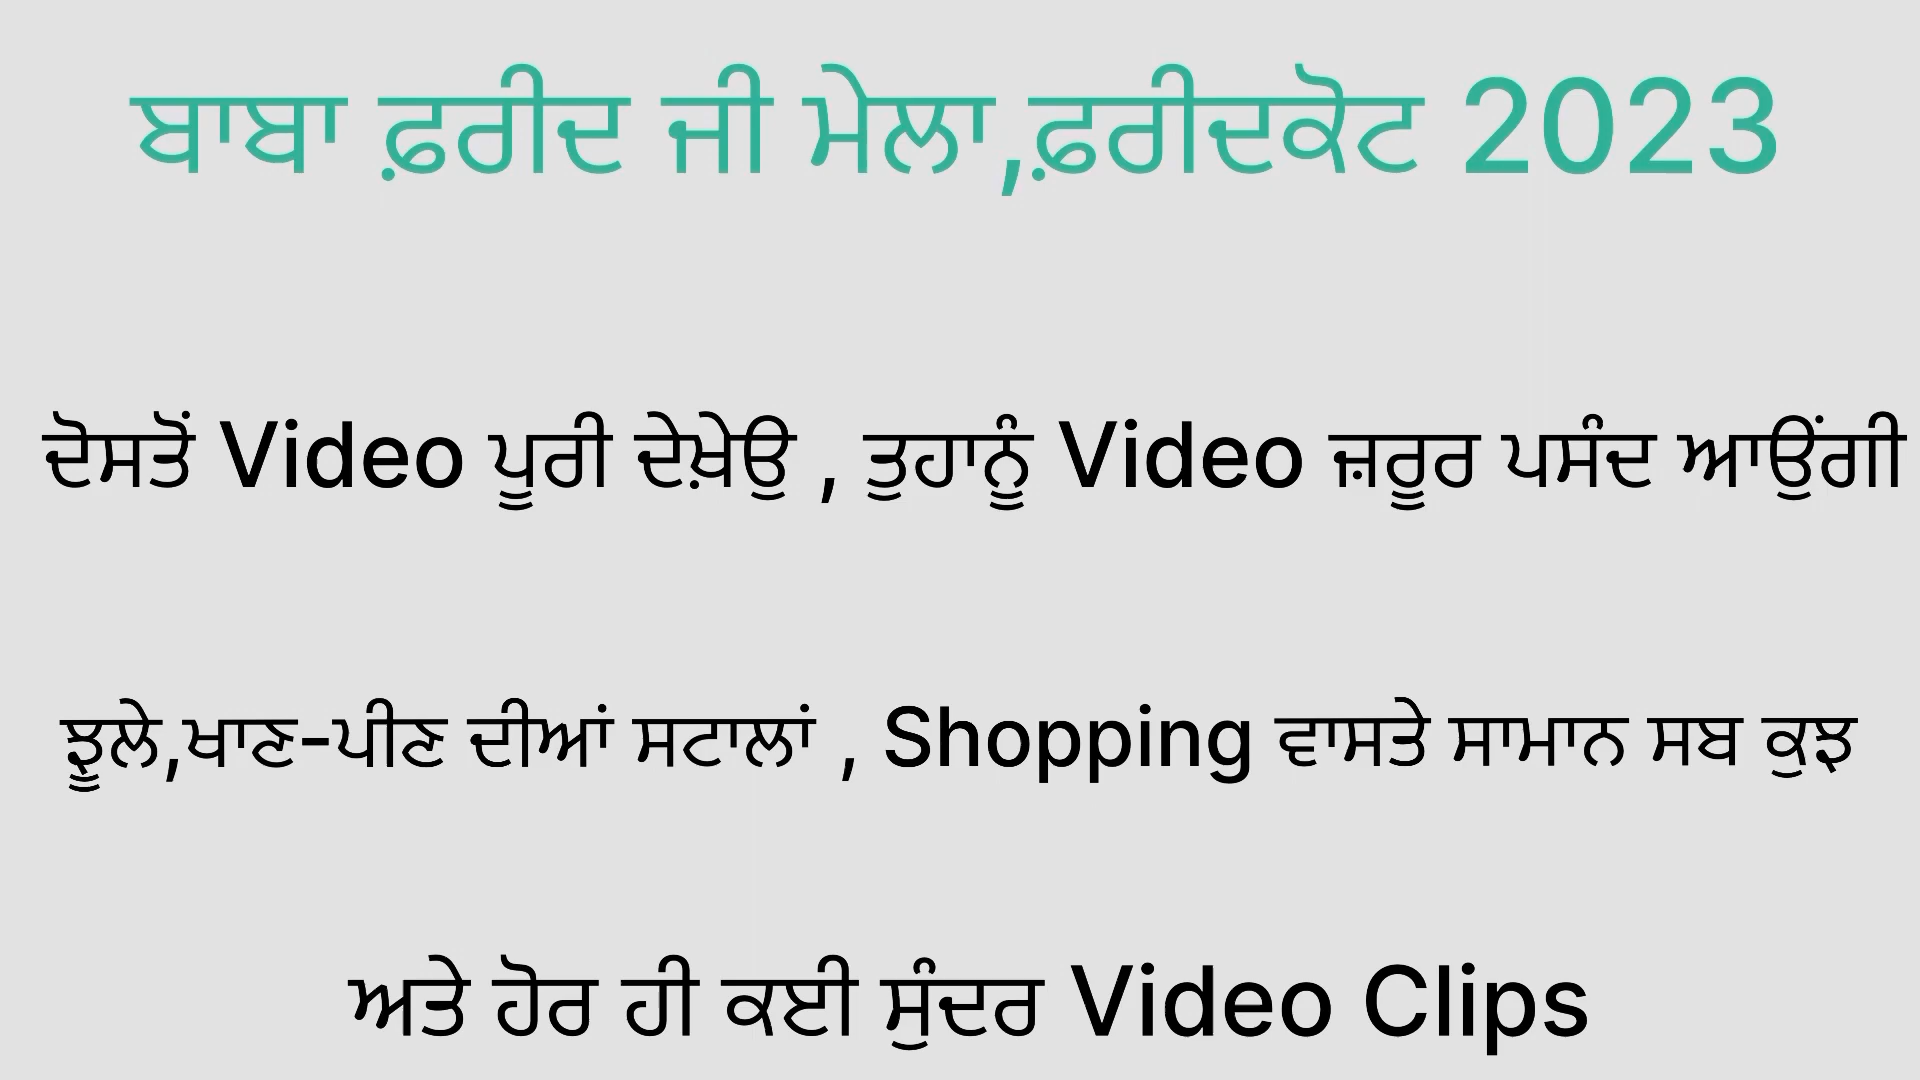 ਬਾਬਾ ਫ਼ਰੀਦ ਜੀ ਮੇਲਾ,ਫ਼ਰੀਦਕੋਟ 2023
ਦੋਸਤੋਂ Video ਪੂਰੀ ਦੇਖ਼ੇਉ , ਤੁਹਾਨੂੰ Video ਜ਼ਰੂਰ ਪਸੰਦ ਆਉਂਗੀ
ਝੂਲੇ,ਖਾਣ-ਪੀਣ ਦੀਆਂ ਸਟਾਲਾਂ , Shopping ਵਾਸਤੇ ਸਾਮਾਨ ਸਬ ਕੁਝ
ਅਤੇ ਹੋਰ ਹੀ ਕਈ ਸੁੰਦਰ Video Clips